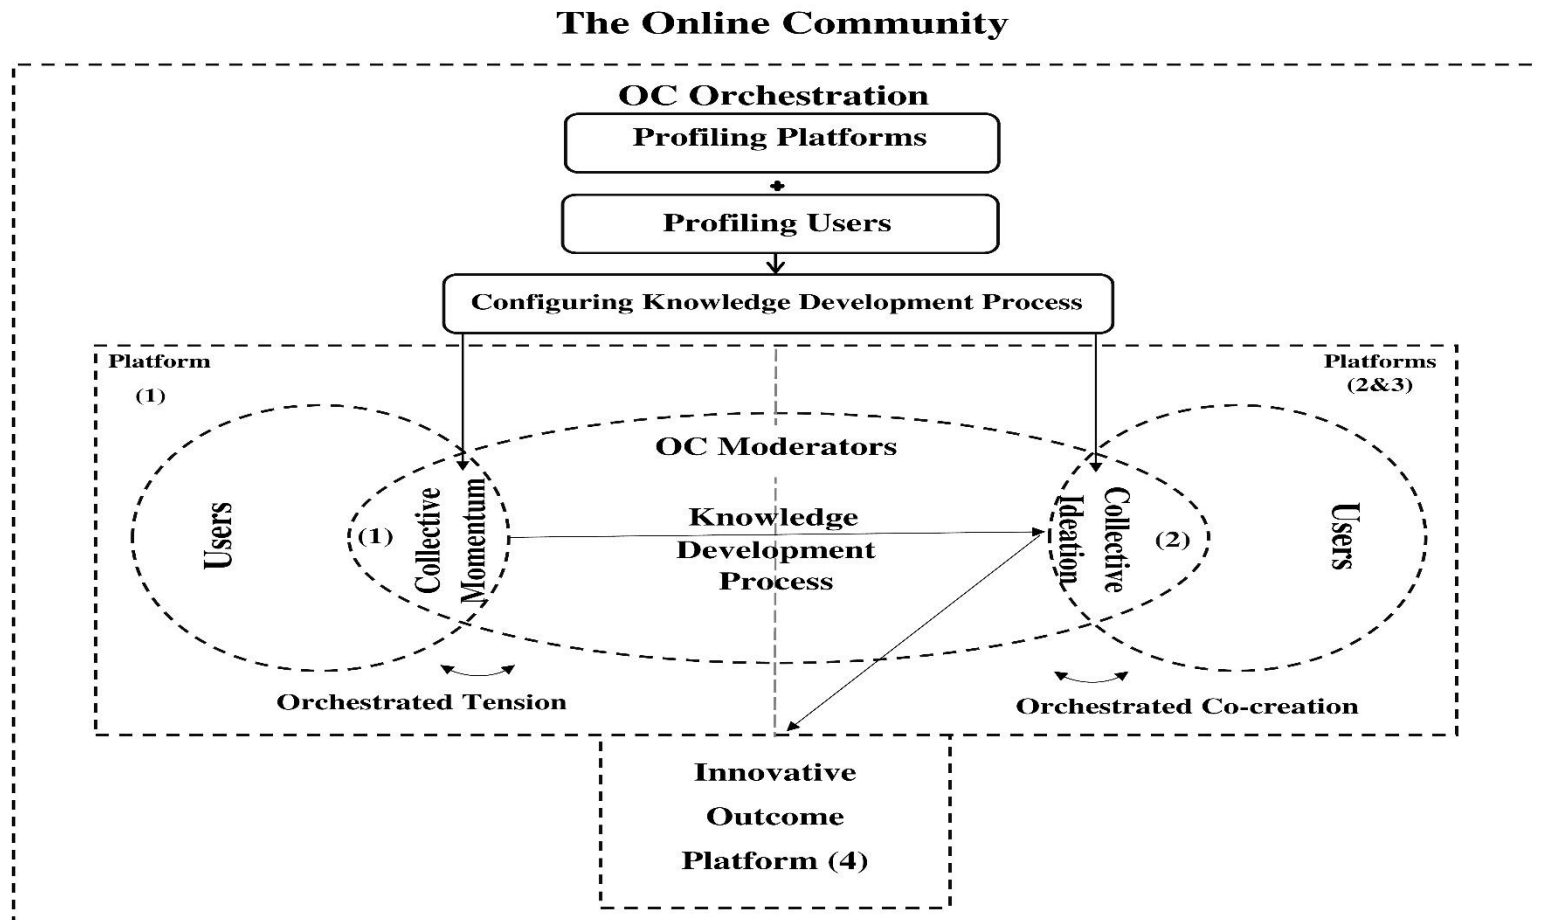 The Online Community
OC Orchestration
Profiling Platforms
+
Profiling Users
Configuring Knowledge Development Process
Platform
(1)
Platforms
(2&3)
OC Moderators
Users
(1)
Collective
Momentum
Knowledge
Development
Process
Collective
Ideation
(2)
Users
Orchestrated Tension
Orchestrated Co-creation
Innovative
Outcome
Platform (4)